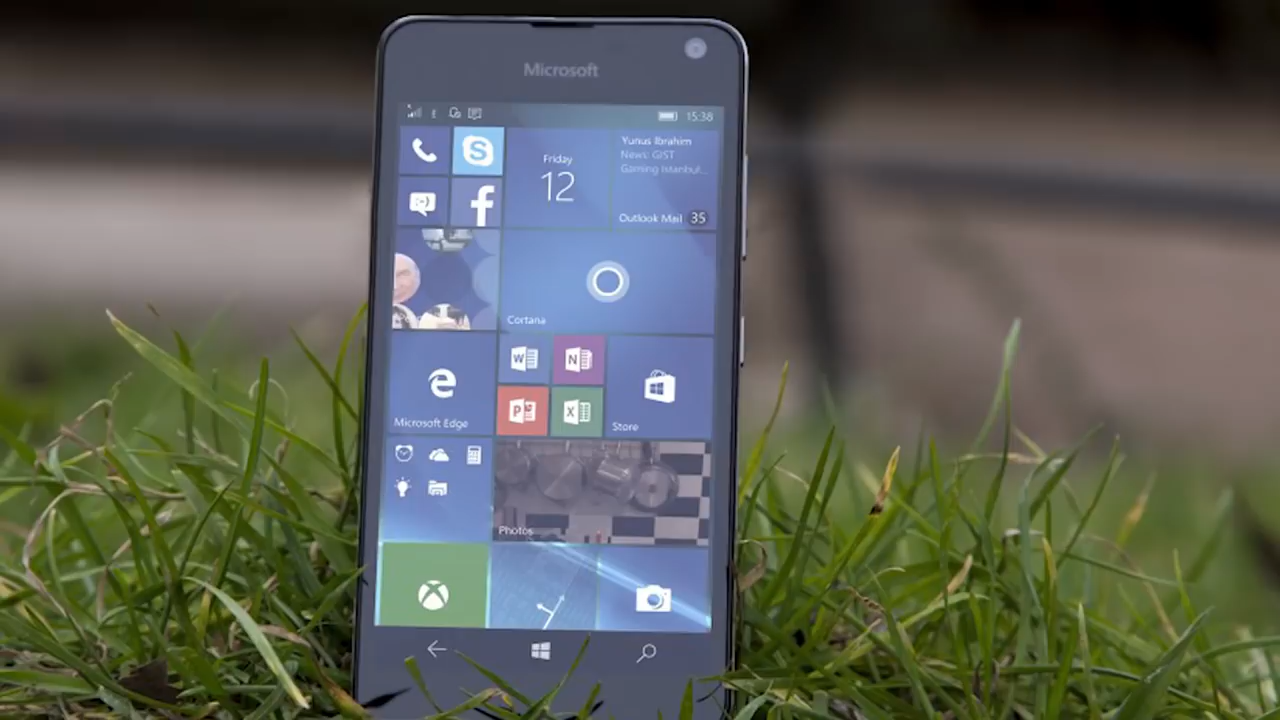 Microsoft
15:38
Friday
12
Yunus Ibrahim
News: GIST
Gaming Istanbul...
Outlook Mail 35
Cortana
Microsoft Edge
Store
Photos